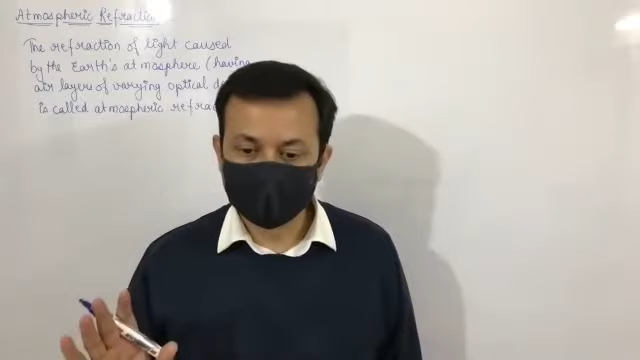 Atmospheric Refraction
The refraction of light caused
by the Earth's atmosphere (having
air layers of varying optical
is called atmospheric